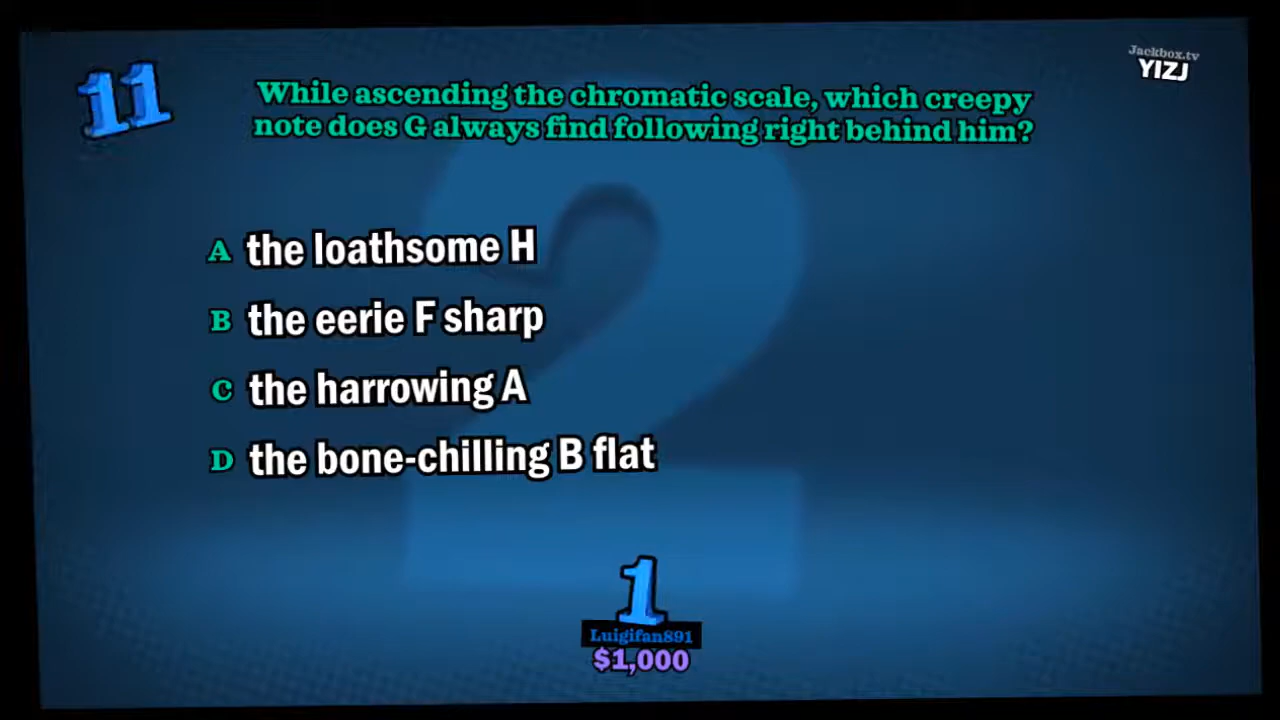 11
Jackbox.tv
YIZJ
While ascending the chromatic scale, which creepy
note does G always find following right behind him?
A the loathsome H
B the eerie F sharp
C the harrowing A
D the bone-chilling B flat
2
1
Luigifan891
$1,000